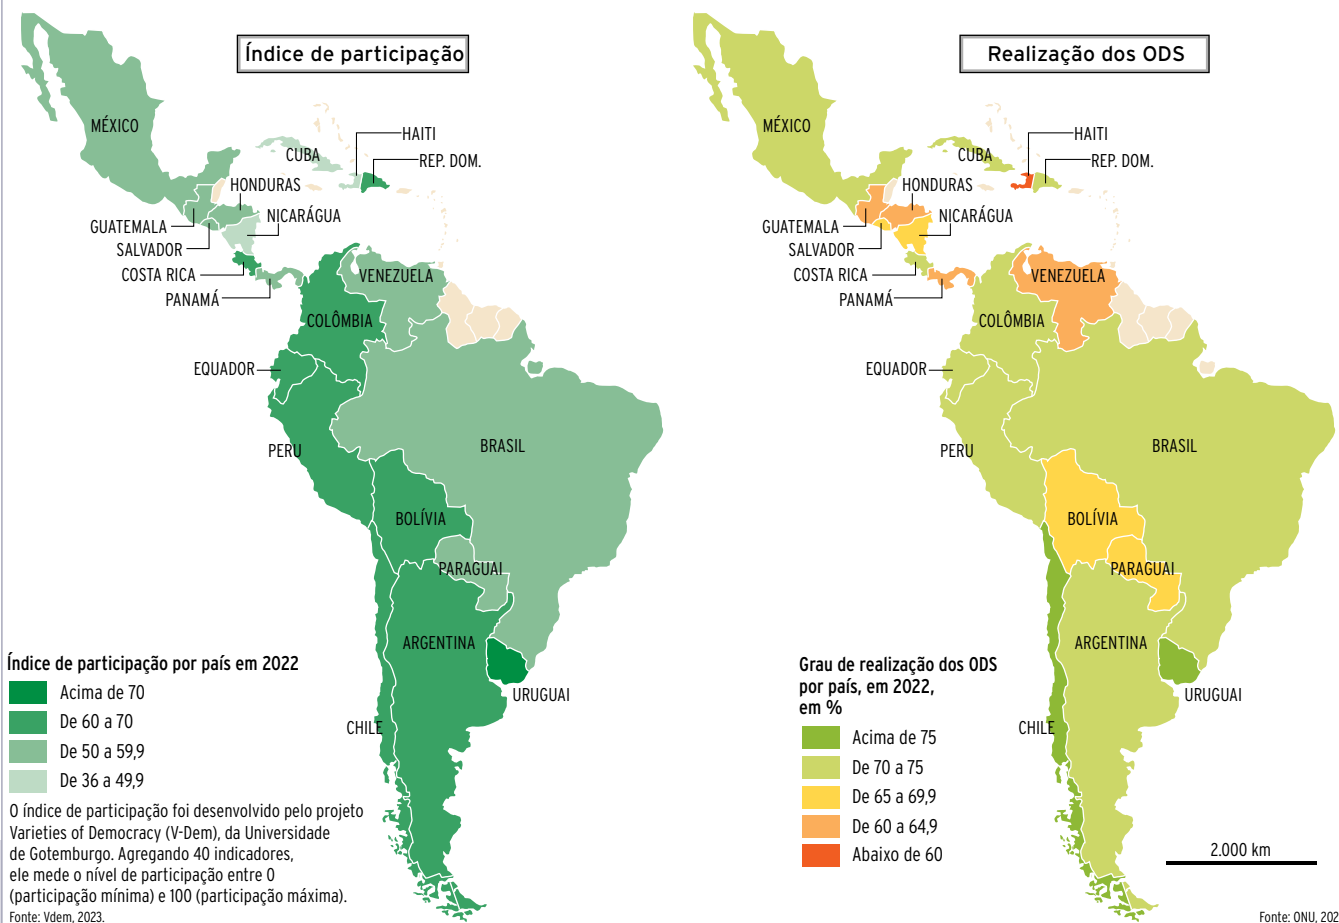 Índice de participação
MÉXICO
CUBA
HAITI
REP. DOM.
HONDURAS
NICARÁGUA
GUATEMALA
SALVADOR
COSTA RICA
PANAMÁ
VENEZUELA
COLÔMBIA
EQUADOR
PERU
BRASIL
BOLÍVIA
PARAGUAI
ARGENTINA
URUGUAI
CHILE
Índice de participação por país em 2022
Acima de 70
De 60 a 70
De 50 a 59,9
De 36 a 49,9
O índice de participação foi desenvolvido pelo projeto
Varieties of Democracy (V-Dem), da Universidade
de Gotemburgo. Agregando 40 indicadores,
ele mede o nível de participação entre 0
(participação mínima) e 100 (participação máxima).
Fonte: Vdem, 2023.
Realização dos ODS
MÉXICO
CUBA
HAITI
REP. DOM.
HONDURAS
NICARÁGUA
GUATEMALA
SALVADOR
COSTA RICA
PANAMÁ
VENEZUELA
COLÔMBIA
EQUADOR
PERU
BRASIL
BOLÍVIA
PARAGUAI
ARGENTINA
URUGUAI
CHILE
Grau de realização dos ODS
por país, em 2022,
em %
Acima de 75
De 70 a 75
De 65 a 69,9
De 60 a 64,9
Abaixo de 60
2.000 km
Fonte: ONU, 202